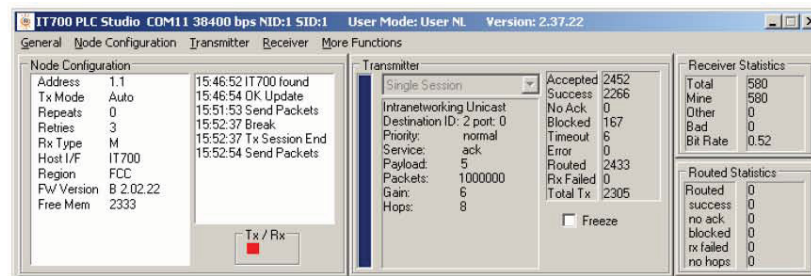 IT700 PLC Studio COM11 38400 bps NID:1 SID:1 User Mode: User NL Version: 2.37.22
General Node Configuration Transmitter Receiver More Functions
Node Configuration
Address 1.1
Tx Mode Auto
Repeats 0
Retries 3
Rx Type M
Host I/F IT700
Region FCC
FW Version B 2.02.22
Free Mem 2333
15:46:52 IT700 found
15:46:54 OK Update
15:51:53 Send Packets
15:52:37 Break
15:52:37 Tx Session End
15:52:54 Send Packets
Tx / Rx
Transmitter
Single Session
Intranetworking Unicast
Destination ID: 2 port: 0
Priority: normal
Service: ack
Payload: 5
Packets: 1000000
Gain: 6
Hops: 8
Accepted 2452
Success 2266
No Ack 0
Blocked 167
Timeout 6
Error 0
Routed 2433
Rx Failed 0
Total Tx 2305
Freeze
Receiver Statistics
Total 580
Mine 580
Other 0
Bad 0
Bit Rate 0.52
Routed Statistics
Routed 0
success 0
no ack 0
blocked 0
rx failed 0
no hops 0